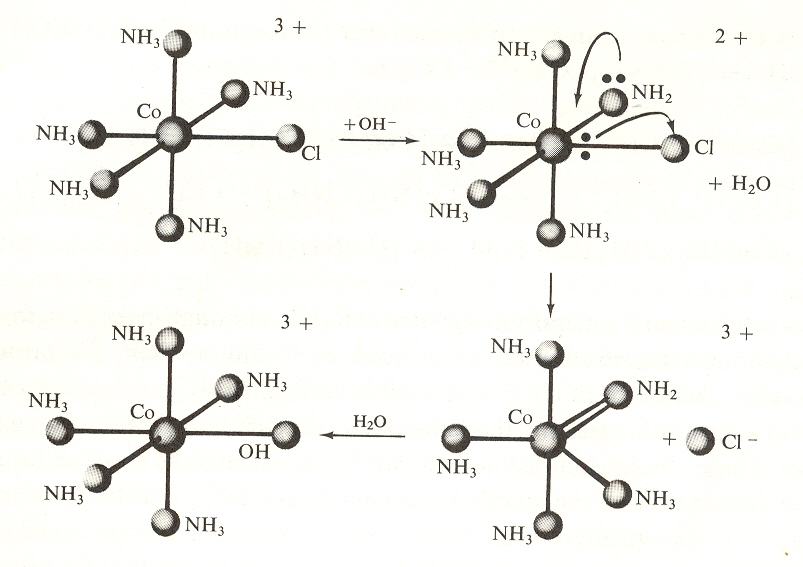 NH₃
3 +
NH₃
Co
NH₃
Cl
NH₃
NH₃
+OH⁻
NH₃
2 +
NH₂
Co
Cl
NH₃
NH₃
NH₃
+ H₂O
NH₃
3 +
NH₂
Co
+ Cl⁻
NH₃
NH₃
NH₃
H₂O
NH₃
3 +
NH₃
NH₃
Co
OH
NH₃
NH₃